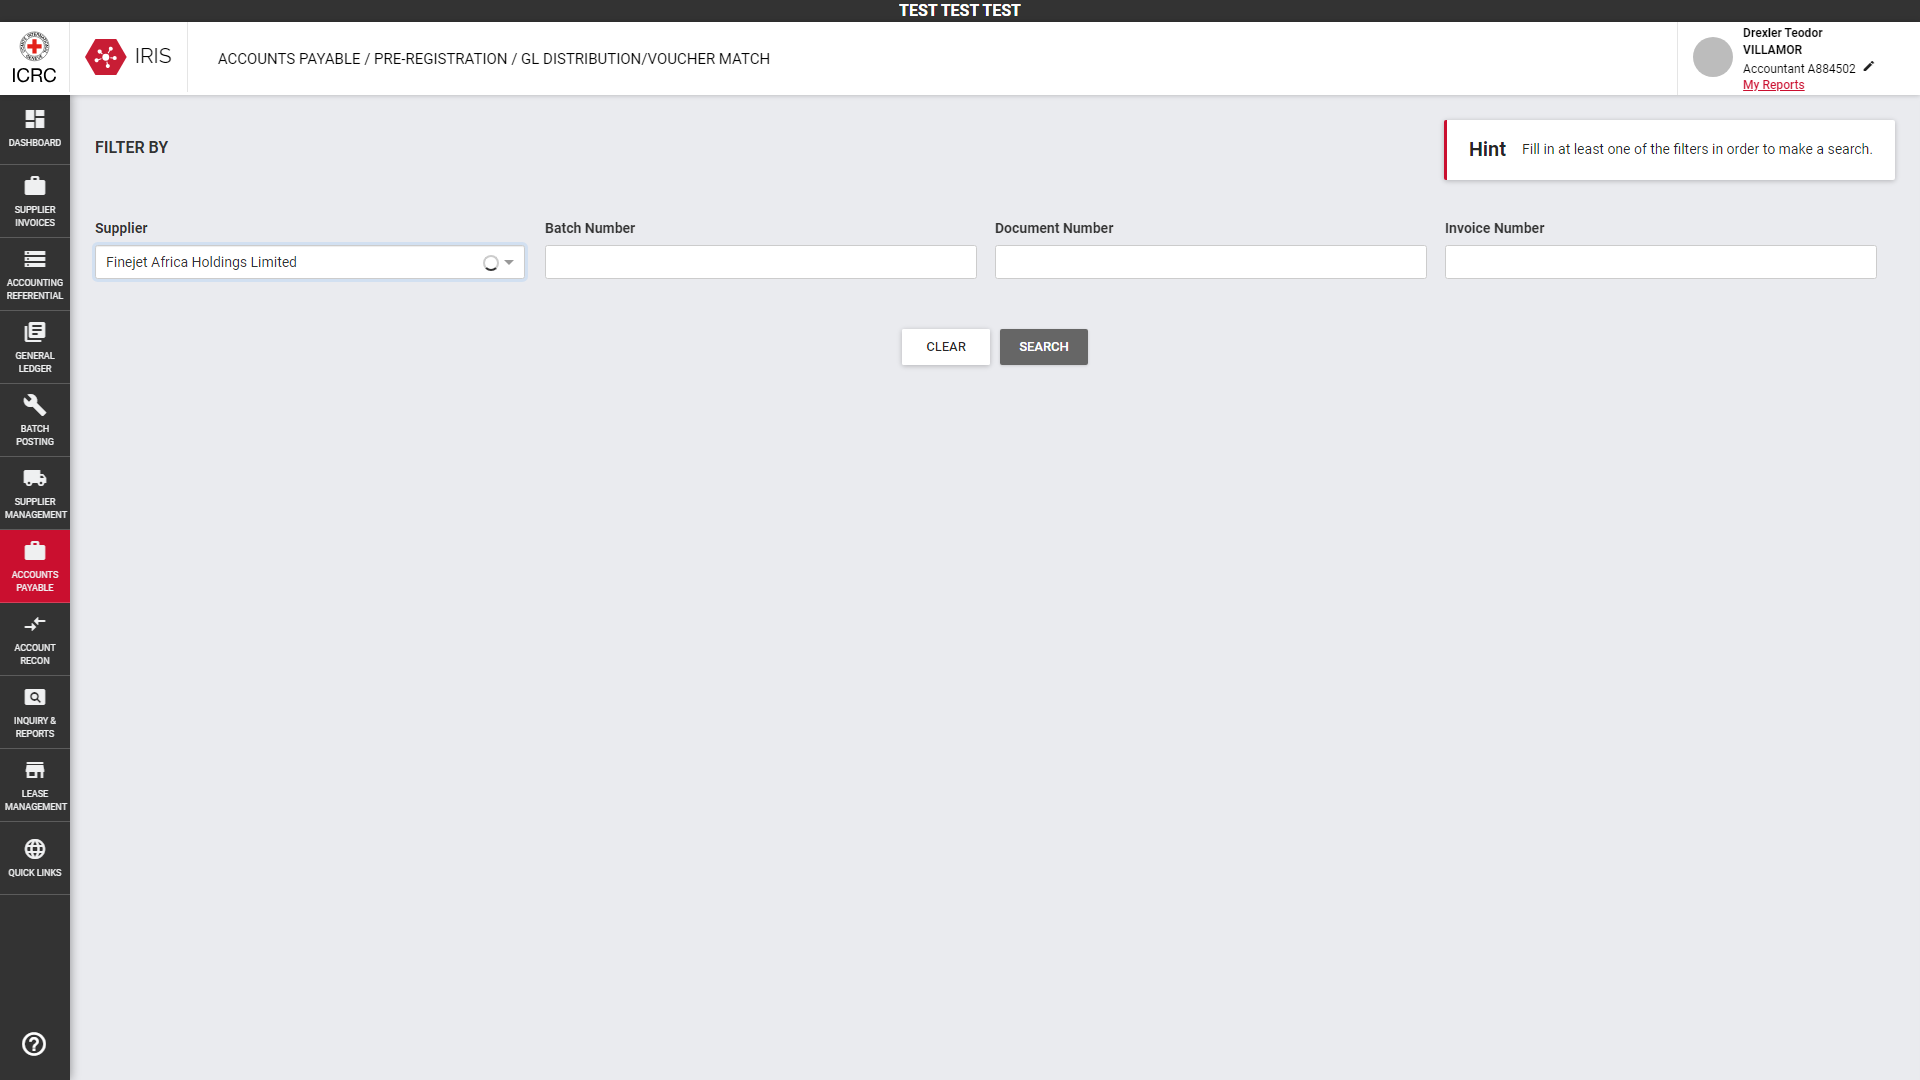 TEST TEST TEST
ICRC
IRIS
ACCOUNTS PAYABLE / PRE-REGISTRATION / GL DISTRIBUTION/VOUCHER MATCH
Drexler Teodor
VILLAMOR
Accountant A884502
My Reports
DASHBOARD
SUPPLIER
INVOICES
ACCOUNTING
REFERENTIAL
GENERAL
LEDGER
BATCH
POSTING
SUPPLIER
MANAGEMENT
ACCOUNTS
PAYABLE
ACCOUNT
RECON
INQUIRY &
REPORTS
LEASE
MANAGEMENT
QUICK LINKS
FILTER BY
Hint Fill in at least one of the filters in order to make a search.
Supplier Batch Number Document Number Invoice Number
Finejet Africa Holdings Limited
CLEAR SEARCH